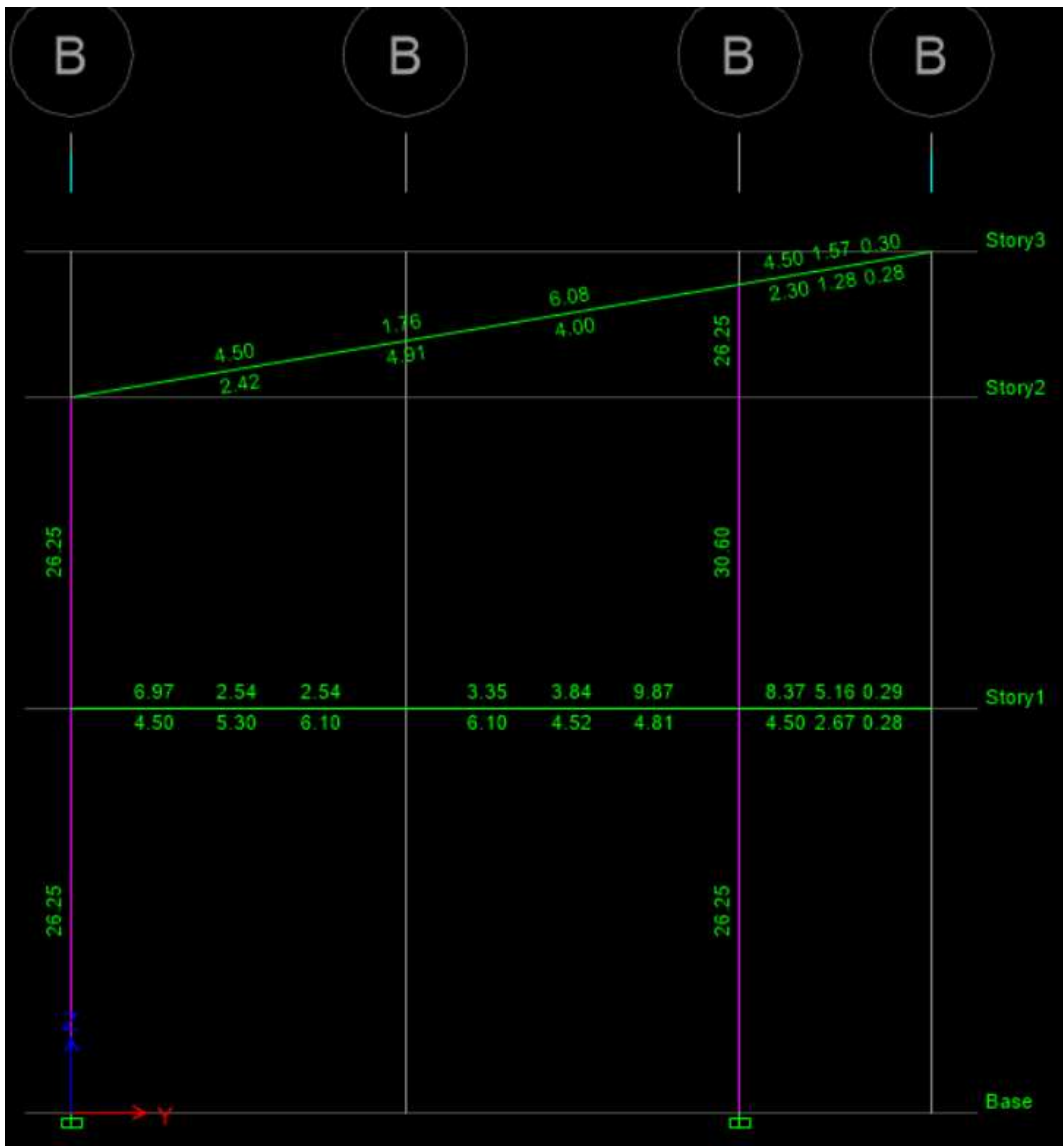 B B B B
Story3
4.50 1.57 0.30
2.30 1.28 0.28
6.08
4.00
1.76
4.91
4.50
2.42
26.25
Story2
26.25
30.60
Story1
6.97 2.54 2.54 3.35 3.84 9.87 8.37 5.16 0.29
4.50 5.30 6.10 6.10 4.52 4.81 4.50 2.67 0.28
26.25
26.25
Z
Base
Y